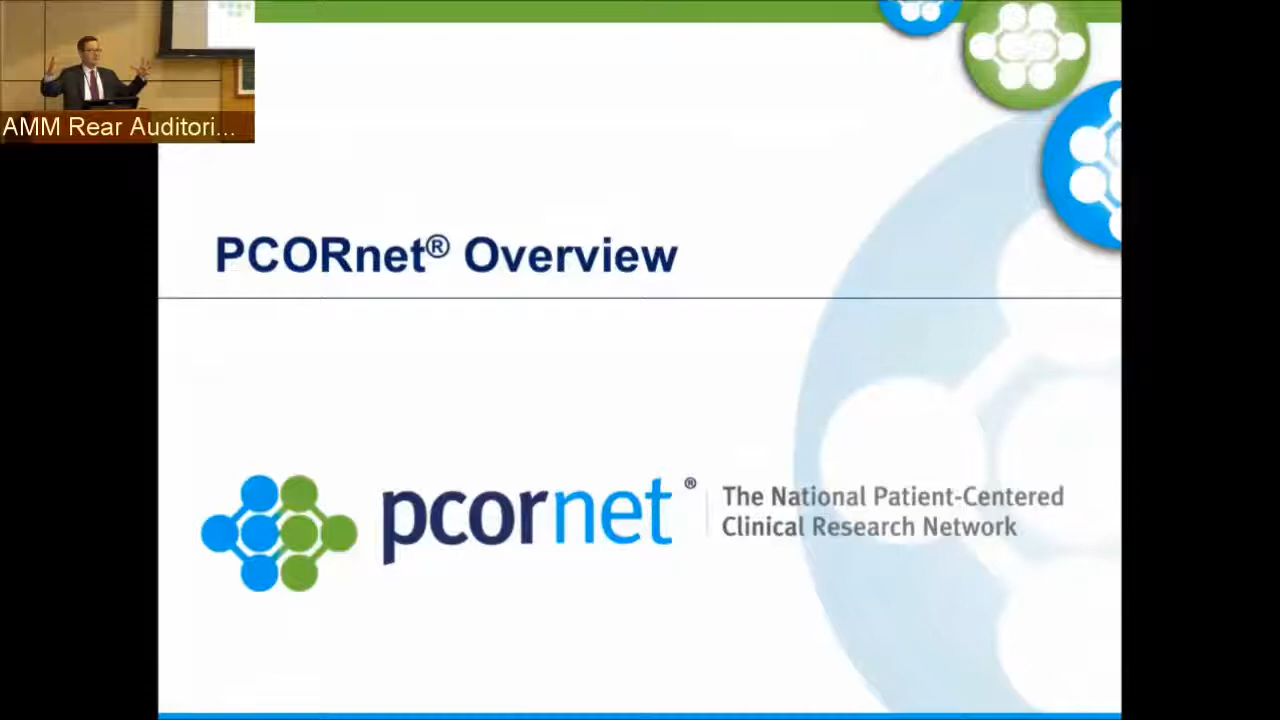 AMM Rear Auditori...
PCORnet® Overview
pcornet®
The National Patient-Centered
Clinical Research Network